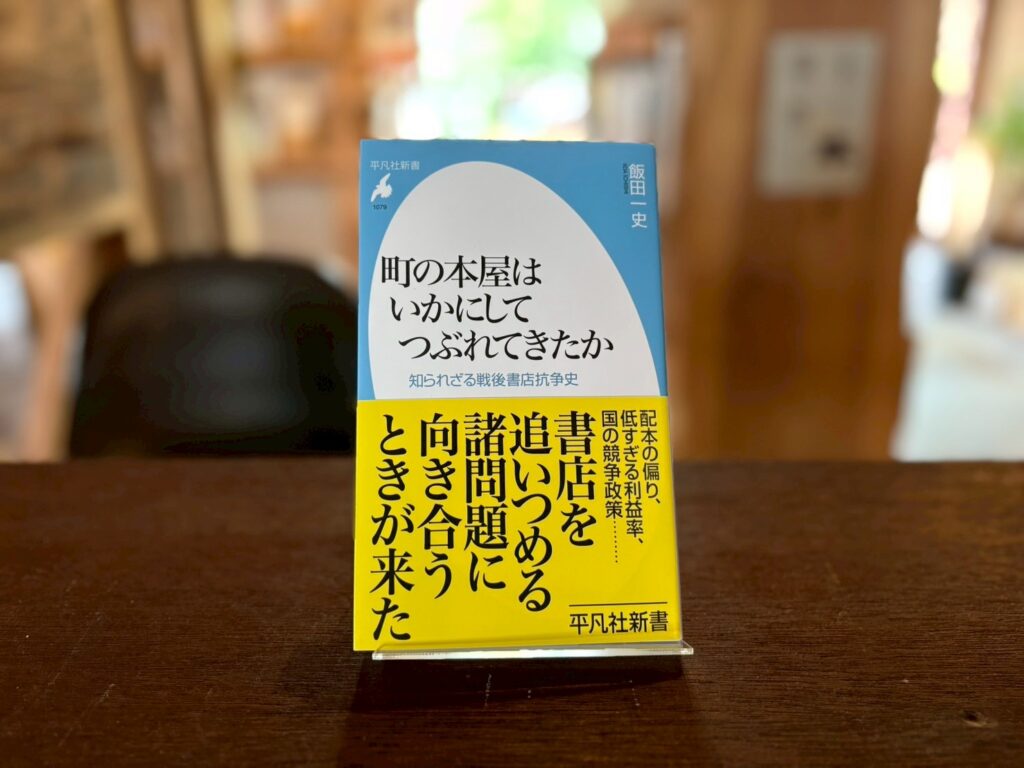 平凡社新書
1079
飯田一史
町の本屋は
いかにして
つぶれてきたか
知られざる戦後書店抗争史
配本の偏り、
低すぎる利益率、
国の競争政策………
書店を
追いつめる
諸問題に
向き合う
ときが来た
平凡社新書